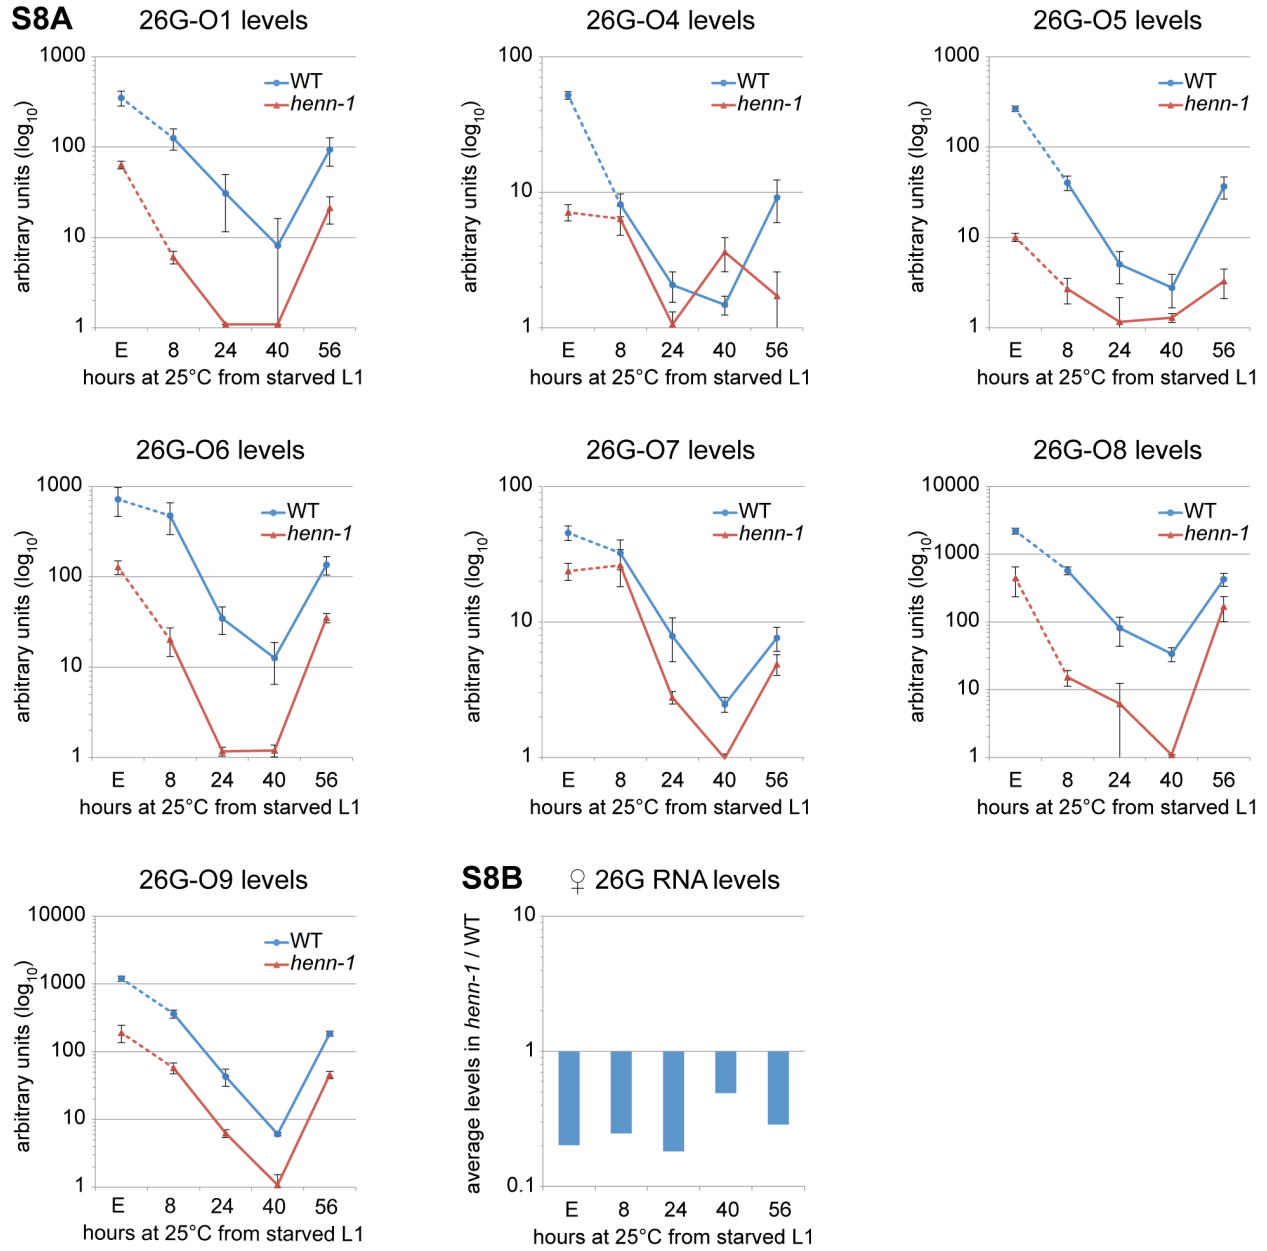 S8A
26G-O1 levels
arbitrary units (log10)
1000
100
10
1
WT
henn-1
E 8 24 40 56
hours at 25°C from starved L1
26G-O4 levels
arbitrary units (log10)
100
10
1
WT
henn-1
E 8 24 40 56
hours at 25°C from starved L1
26G-O5 levels
arbitrary units (log10)
1000
100
10
1
WT
henn-1
E 8 24 40 56
hours at 25°C from starved L1
26G-O6 levels
arbitrary units (log10)
1000
100
10
1
WT
henn-1
E 8 24 40 56
hours at 25°C from starved L1
26G-O7 levels
arbitrary units (log10)
100
10
1
WT
henn-1
E 8 24 40 56
hours at 25°C from starved L1
26G-O8 levels
arbitrary units (log10)
10000
1000
100
10
1
WT
henn-1
E 8 24 40 56
hours at 25°C from starved L1
26G-O9 levels
arbitrary units (log10)
10000
1000
100
10
1
WT
henn-1
E 8 24 40 56
hours at 25°C from starved L1
S8B
♀ 26G RNA levels
average levels in henn-1 / WT
10
1
0.1
E 8 24 40 56
hours at 25°C from starved L1